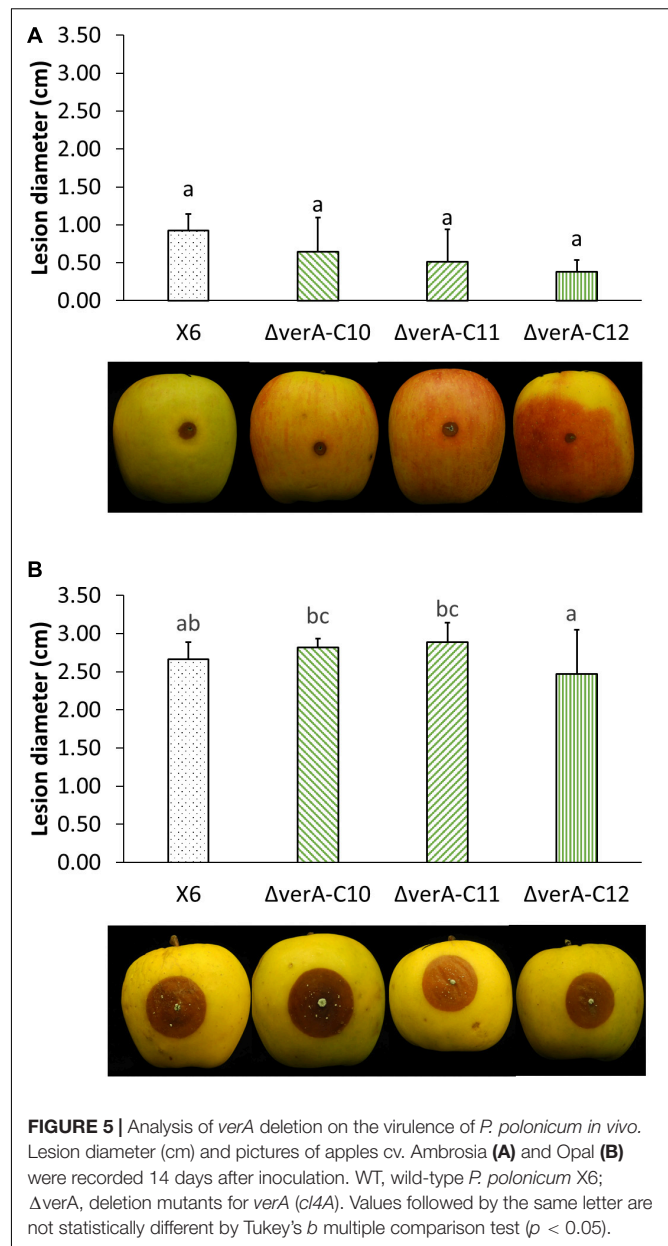 A
Lesion diameter (cm)
3.50
3.00
2.50
2.00
1.50
1.00
0.50
0.00
a
a
a
a
X6
ΔverA-C10
ΔverA-C11
ΔverA-C12
B
Lesion diameter (cm)
3.50
3.00
2.50
2.00
1.50
1.00
0.50
0.00
ab
bc
bc
a
X6
ΔverA-C10
ΔverA-C11
ΔverA-C12
FIGURE 5 | Analysis of verA deletion on the virulence of P. polonicum in vivo.
Lesion diameter (cm) and pictures of apples cv. Ambrosia (A) and Opal (B)
were recorded 14 days after inoculation. WT, wild-type P. polonicum X6;
ΔverA, deletion mutants for verA (cl4A). Values followed by the same letter are
not statistically different by Tukey's b multiple comparison test (p < 0.05).